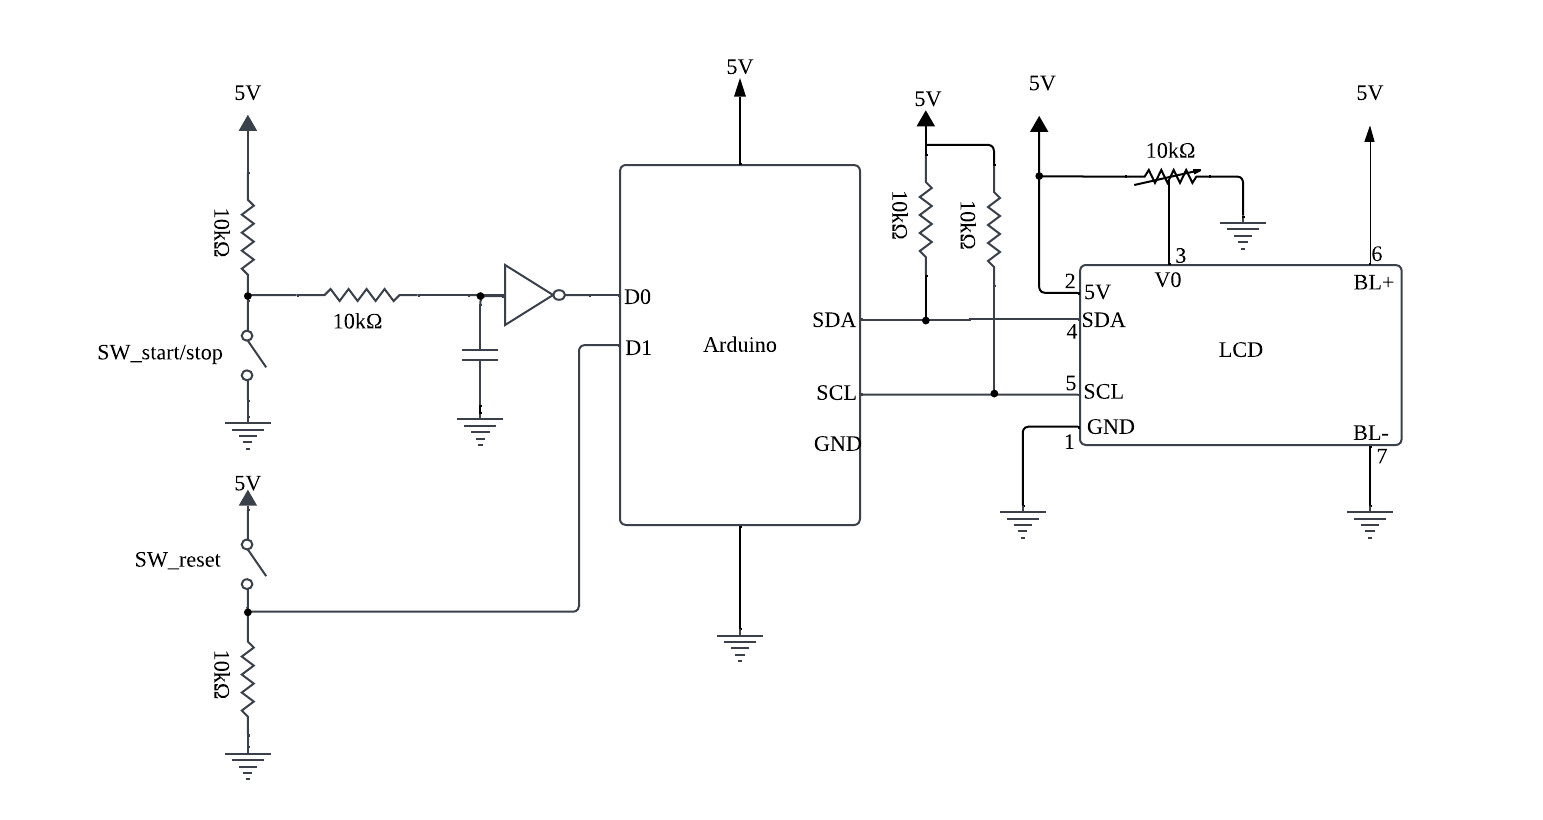 5V
10kΩ
10kΩ
SW_start/stop
5V
SW_reset
10kΩ
5V
D0
D1
Arduino
SDA
SCL
GND
5V
10kΩ
10kΩ
5V
10kΩ
5V
3
6
V0
BL+
2
5V
SDA
4
LCD
5
SCL
GND
1
BL-
7